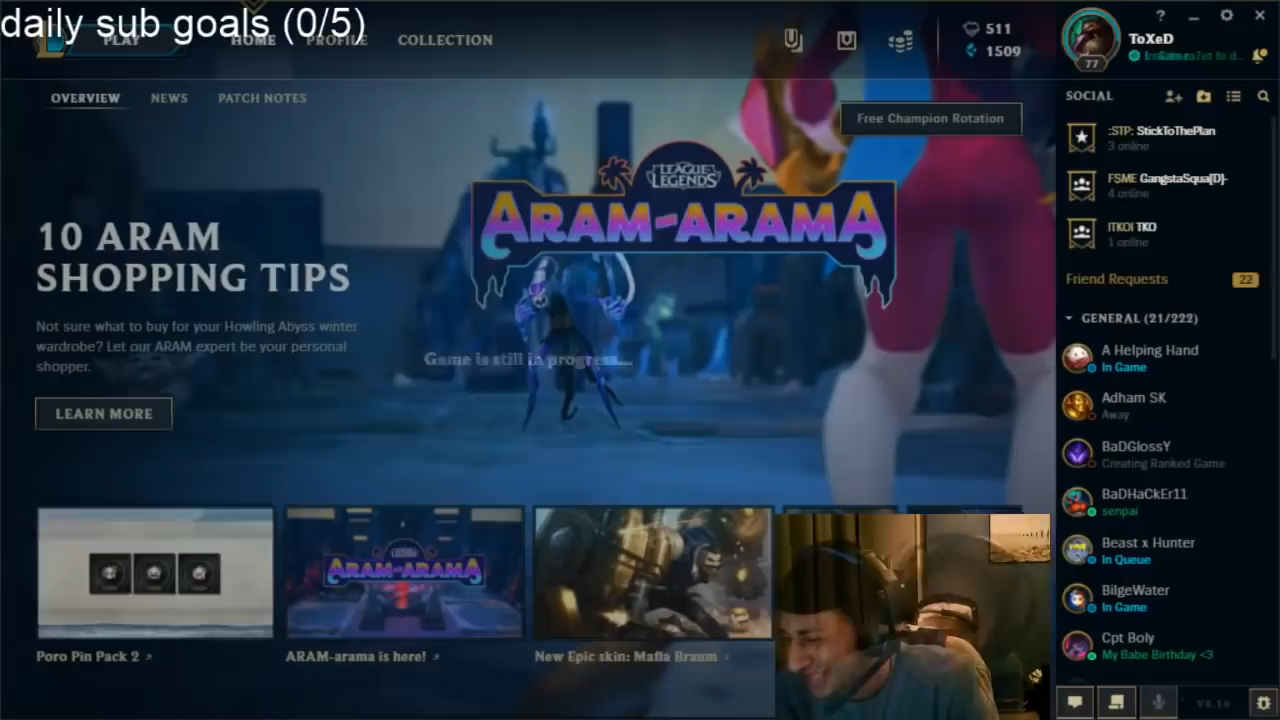 daily sub goals (0/5)
PLAY
HOME
PROFILE
COLLECTION
511
1509
77
ToXeD
OVERVIEW
NEWS
PATCH NOTES
Free Champion Rotation
LEAGUE OF
LEGENDS
ARAM-ARAMA
10 ARAM
SHOPPING TIPS
Not sure what to buy for your Howling Abyss winter
wardrobe? Let our ARAM expert be your personal
shopper.
LEARN MORE
Game is still in progress...
ARAM-ARAMA
Poro Pin Pack 2
ARAM-arama is here!
New Epic skin: Mafia Braum
SOCIAL
:STP: StickToThePlan
3 online
FSME GangstaSqua[D]-
4 online
TKO
1 online
Friend Requests
22
GENERAL (21/222)
A Helping Hand
In Game
Adham SK
Away
BaDGlossY
Creating Ranked Game
BaDHaCkEr11
senpai
Beast x Hunter
In Queue
BilgeWater
In Game
Cpt Boly
My Babe Birthday <3
V8.16